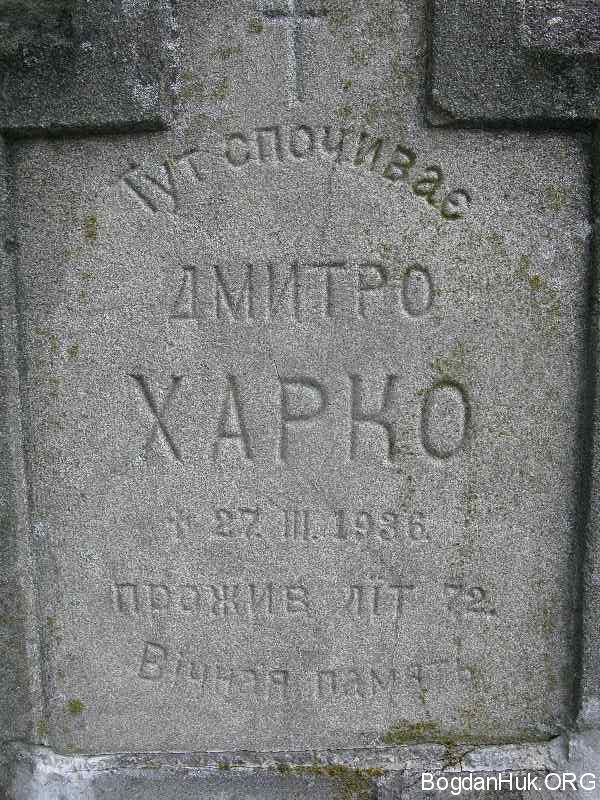 Тут спочиває
ДМИТРО
ХАРКО
† 27. III. 1936.
прожив літ 72.
Вічная память
BogdanHuk.ORG